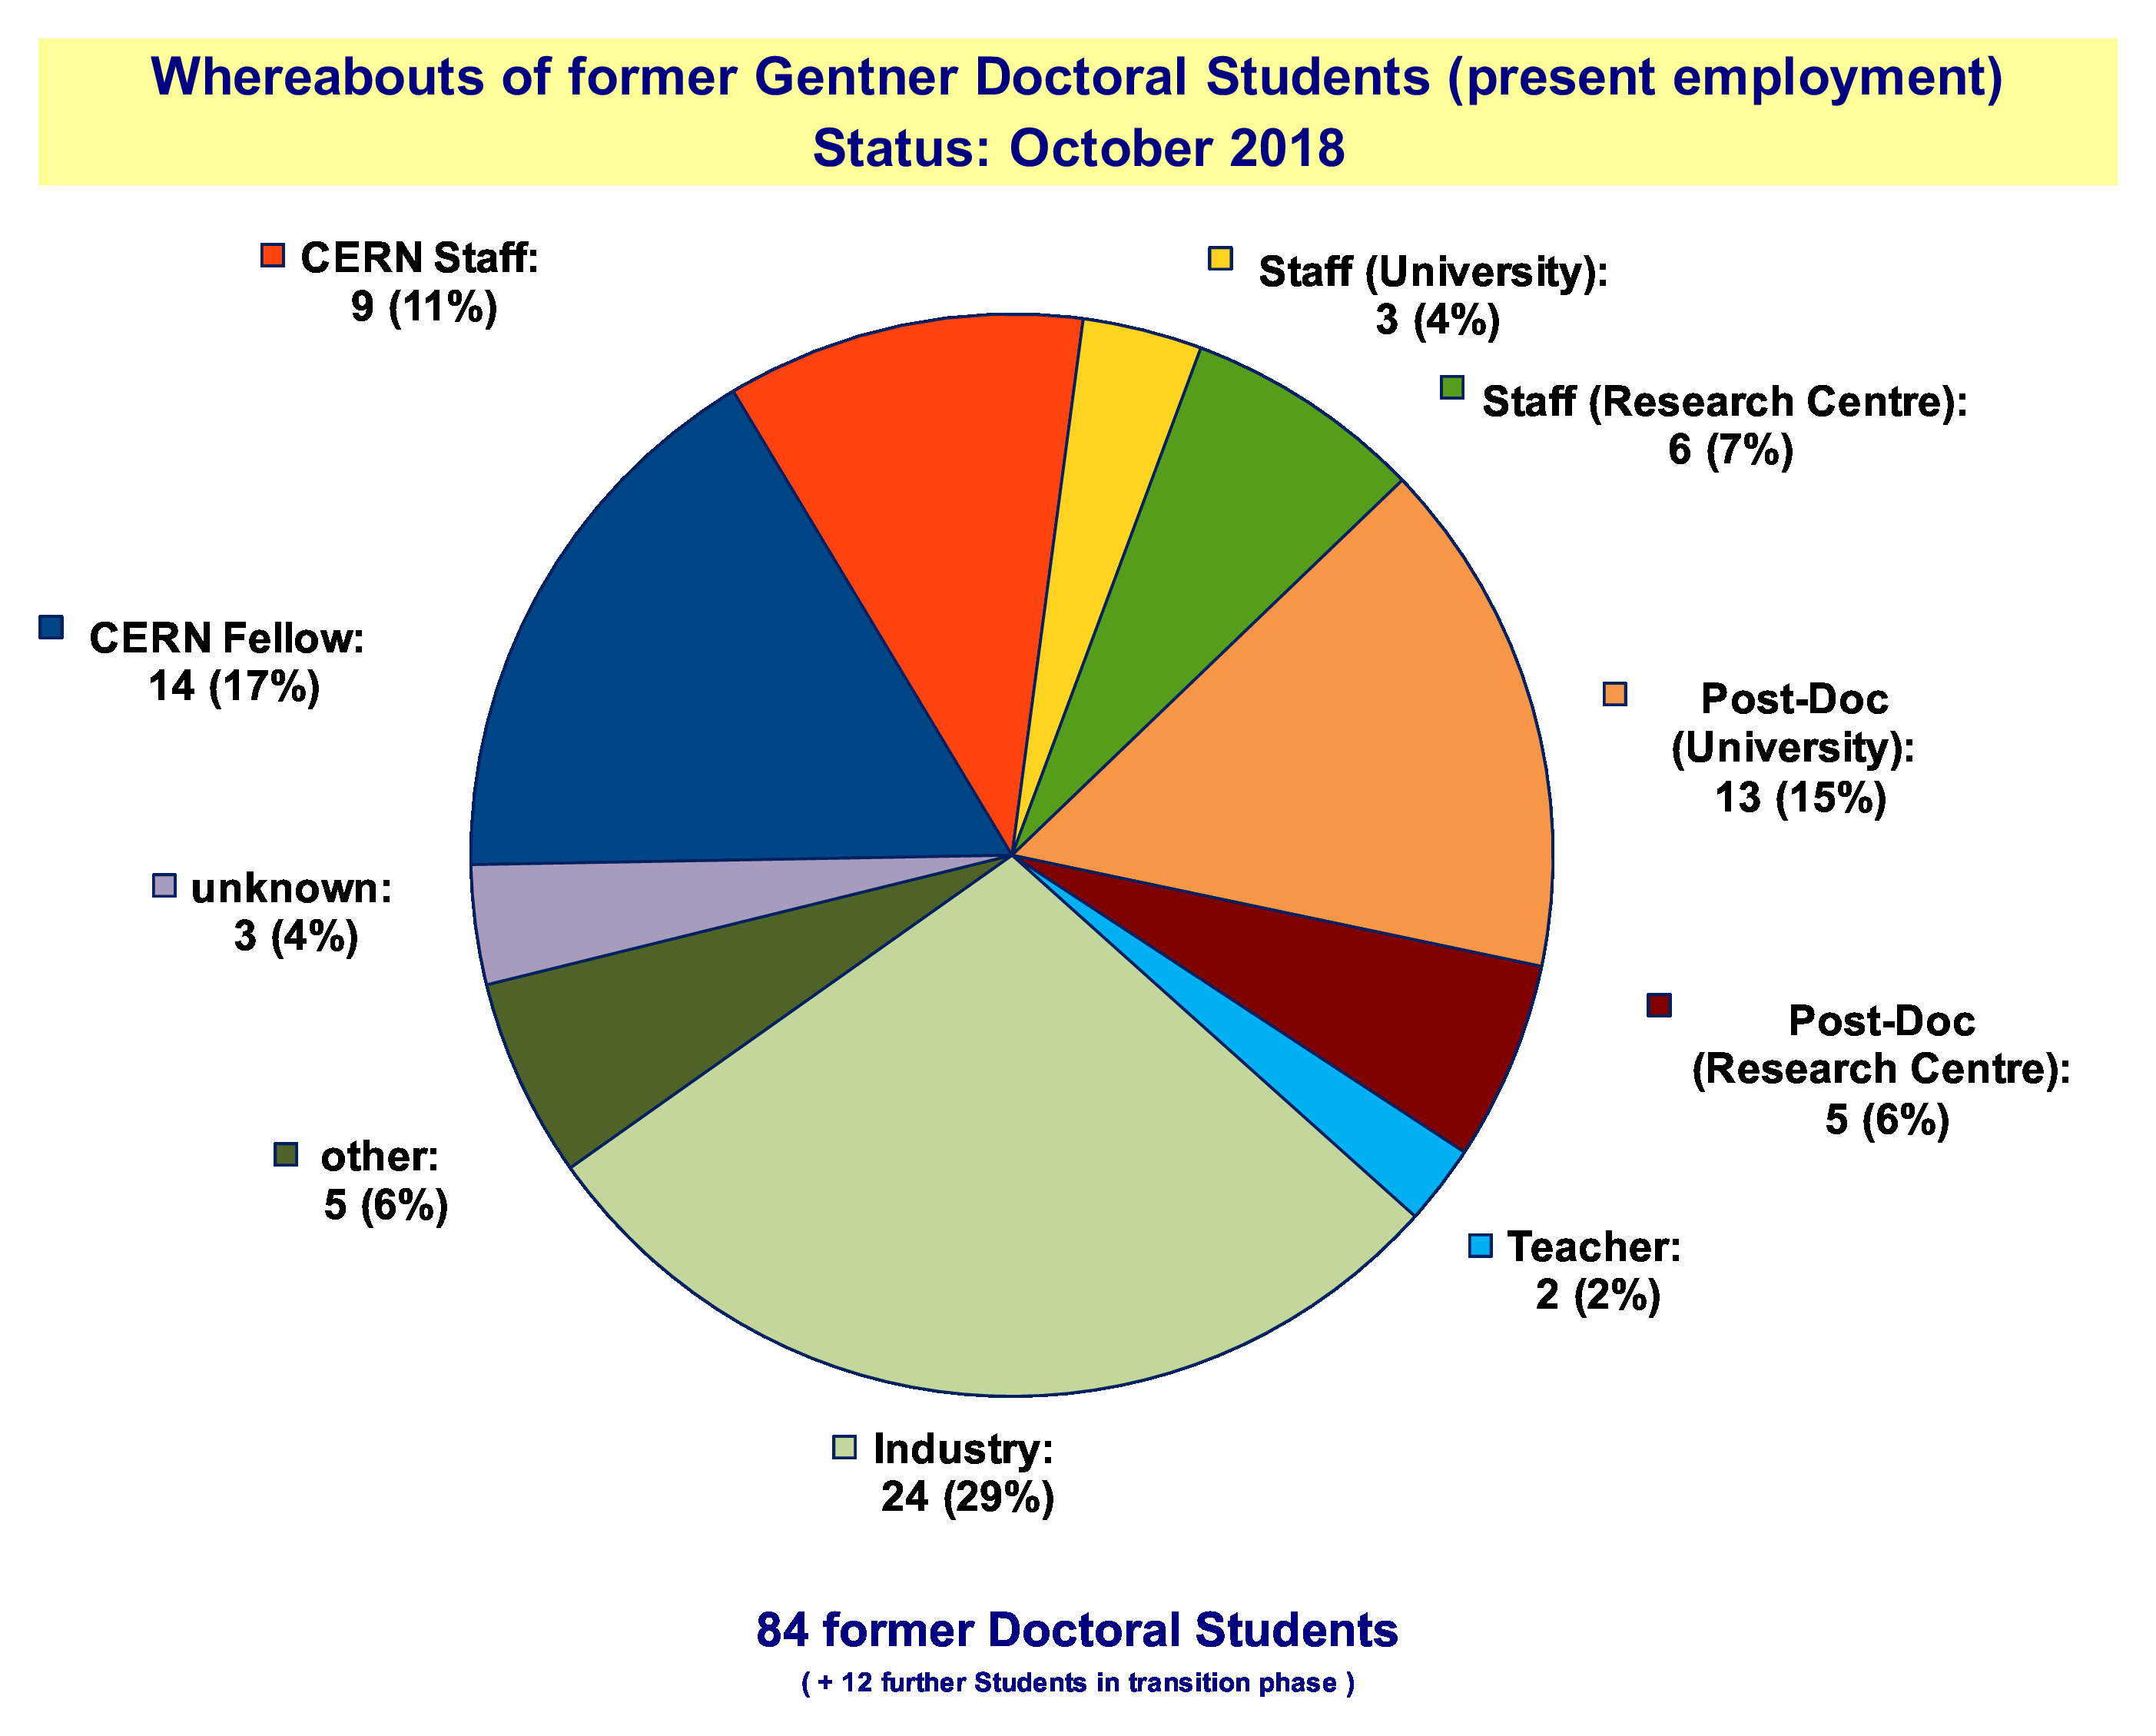 Whereabouts of former Gentner Doctoral Students (present employment)
Status: October 2018
CERN Staff:
9 (11%)
Staff (University):
3 (4%)
Staff (Research Centre):
6 (7%)
CERN Fellow:
14 (17%)
Post-Doc
(University):
13 (15%)
unknown:
3 (4%)
Post-Doc
(Research Centre):
5 (6%)
other:
5 (6%)
Teacher:
2 (2%)
Industry:
24 (29%)
84 former Doctoral Students
( + 12 further Students in transition phase )